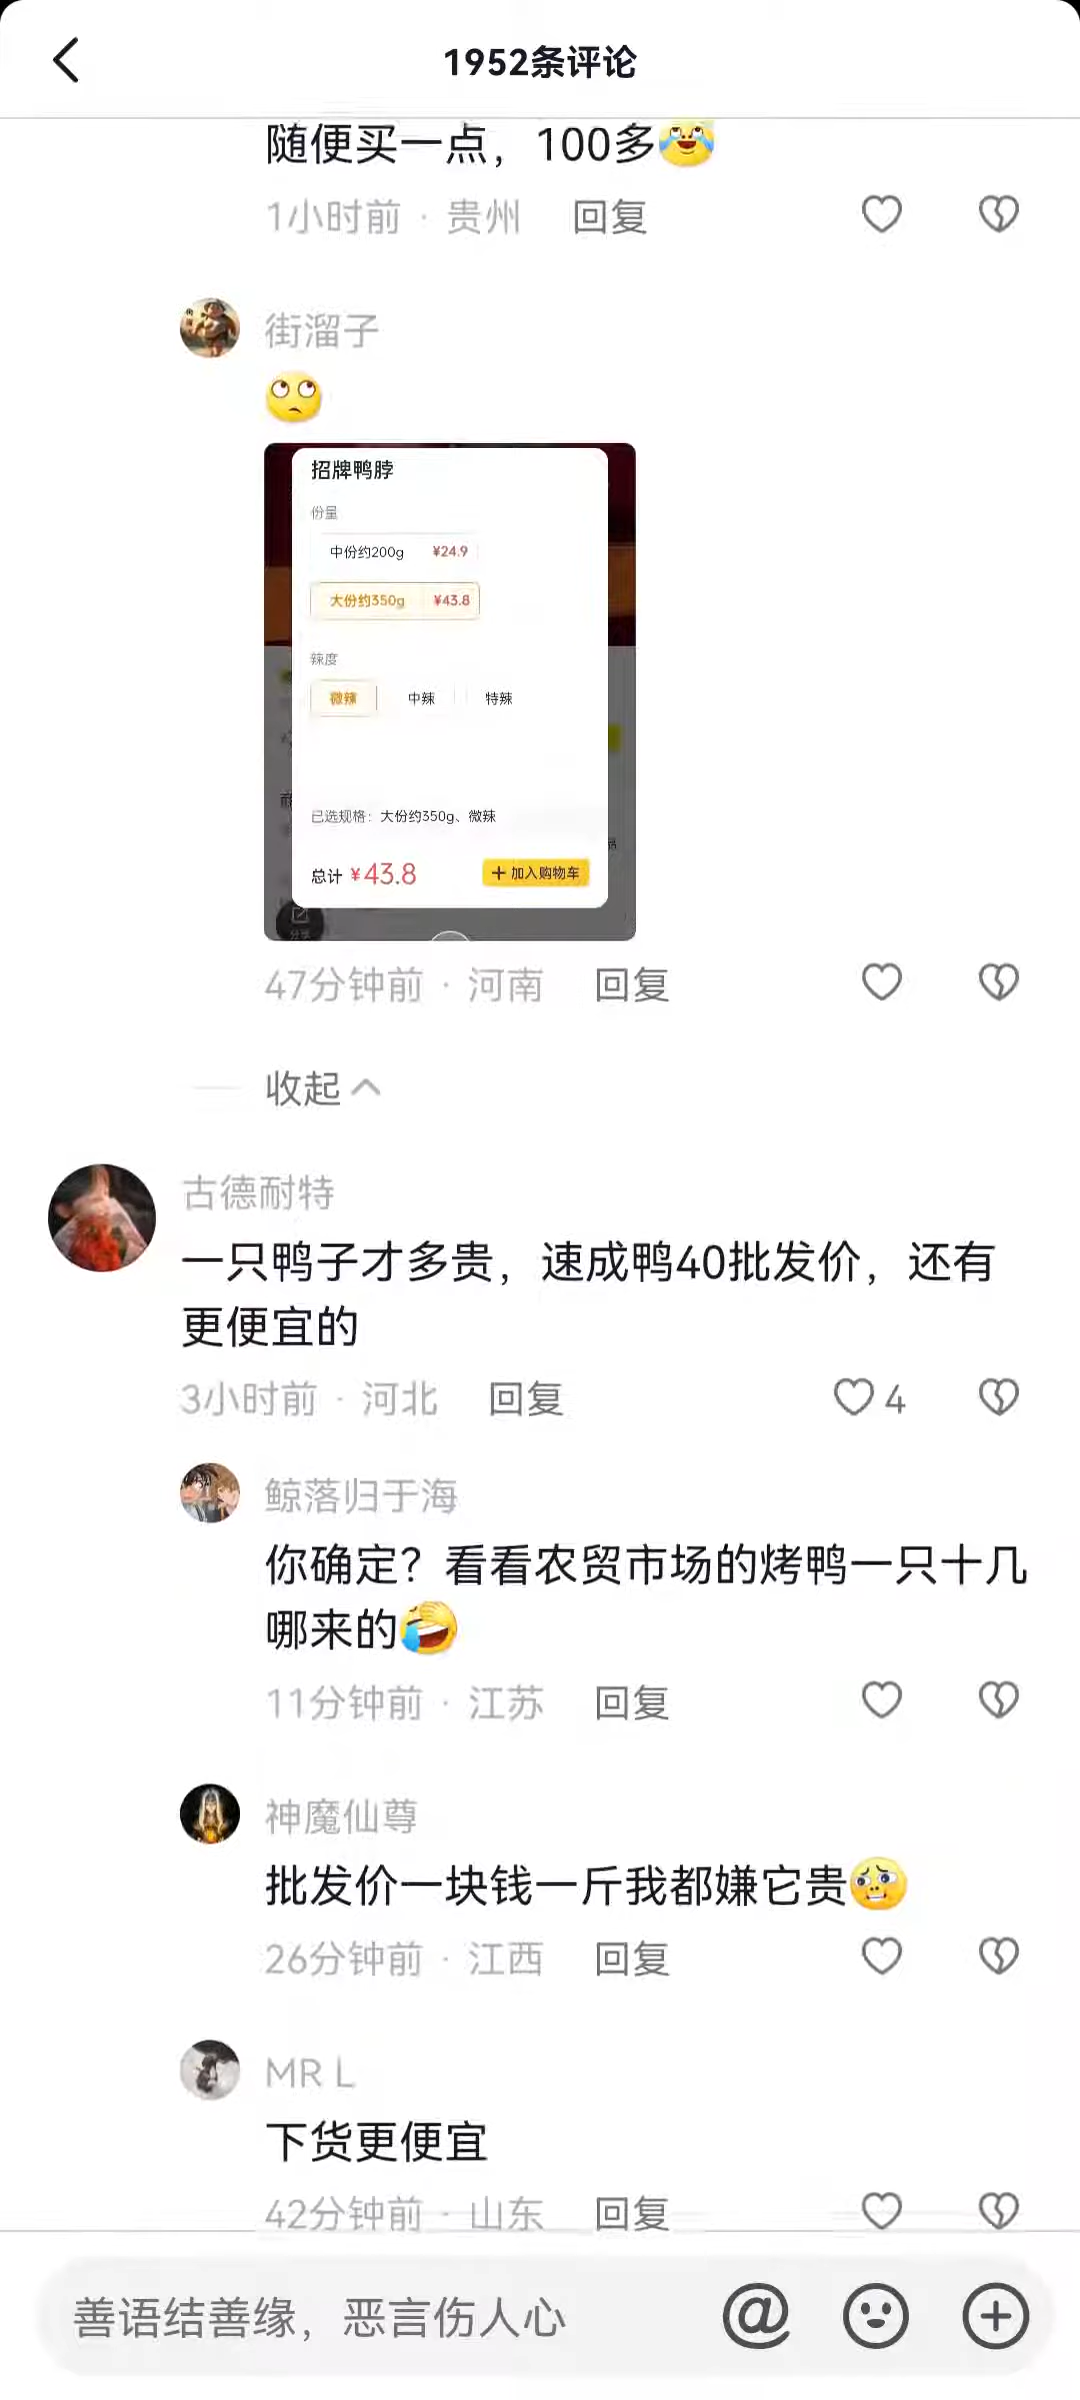 1952条评论
随便买一点，100多
1小时前 · 贵州 回复
街溜子
招牌鸭脖
份量
中份约200g ¥24.9
大份约350g ¥43.8
辣度
微辣 中辣 特辣
已选规格：大份约350g、微辣
总计 ¥43.8 + 加入购物车
分享
47分钟前 · 河南 回复
收起
古德耐特
一只鸭子才多贵，速成鸭40批发价，还有
更便宜的
3小时前 · 河北 回复 4
鲸落归于海
你确定？看看农贸市场的烤鸭一只十几
哪来的
11分钟前 · 江苏 回复
神魔仙尊
批发价一块钱一斤我都嫌它贵
26分钟前 · 江西 回复
MR L
下货更便宜
42分钟前 · 山东 回复
善语结善缘，恶言伤人心